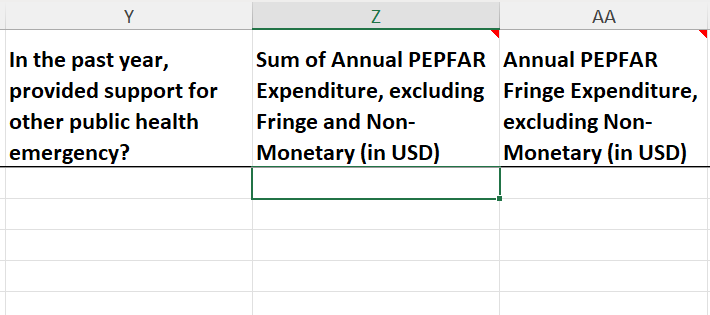 Y
Z
AA
In the past year,
provided support for
other public health
emergency?
Sum of Annual PEPFAR
Expenditure, excluding
Fringe and Non-
Monetary (in USD)
Annual PEPFAR
Fringe Expenditure,
excluding Non-
Monetary (in USD)